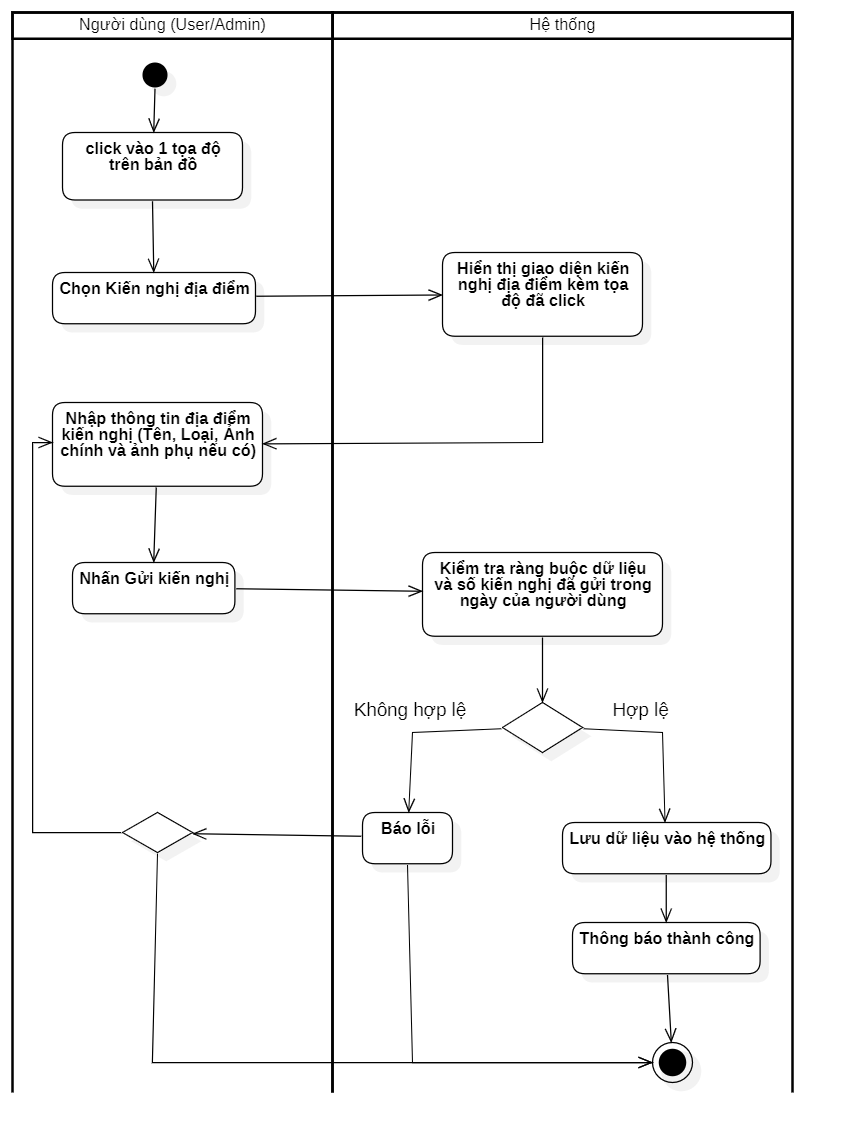 Người dùng (User/Admin)
Hệ thống
click vào 1 tọa độ
trên bản đồ
Chọn Kiến nghị địa điểm
Hiển thị giao diện kiến
nghị địa điểm kèm tọa
độ đã click
Nhập thông tin địa điểm
kiến nghị (Tên, Loại, Ảnh
chính và ảnh phụ nếu có)
Nhấn Gửi kiến nghị
Kiểm tra ràng buộc dữ liệu
và số kiến nghị đã gửi trong
ngày của người dùng
Không hợp lệ
Hợp lệ
Báo lỗi
Lưu dữ liệu vào hệ thống
Thông báo thành công